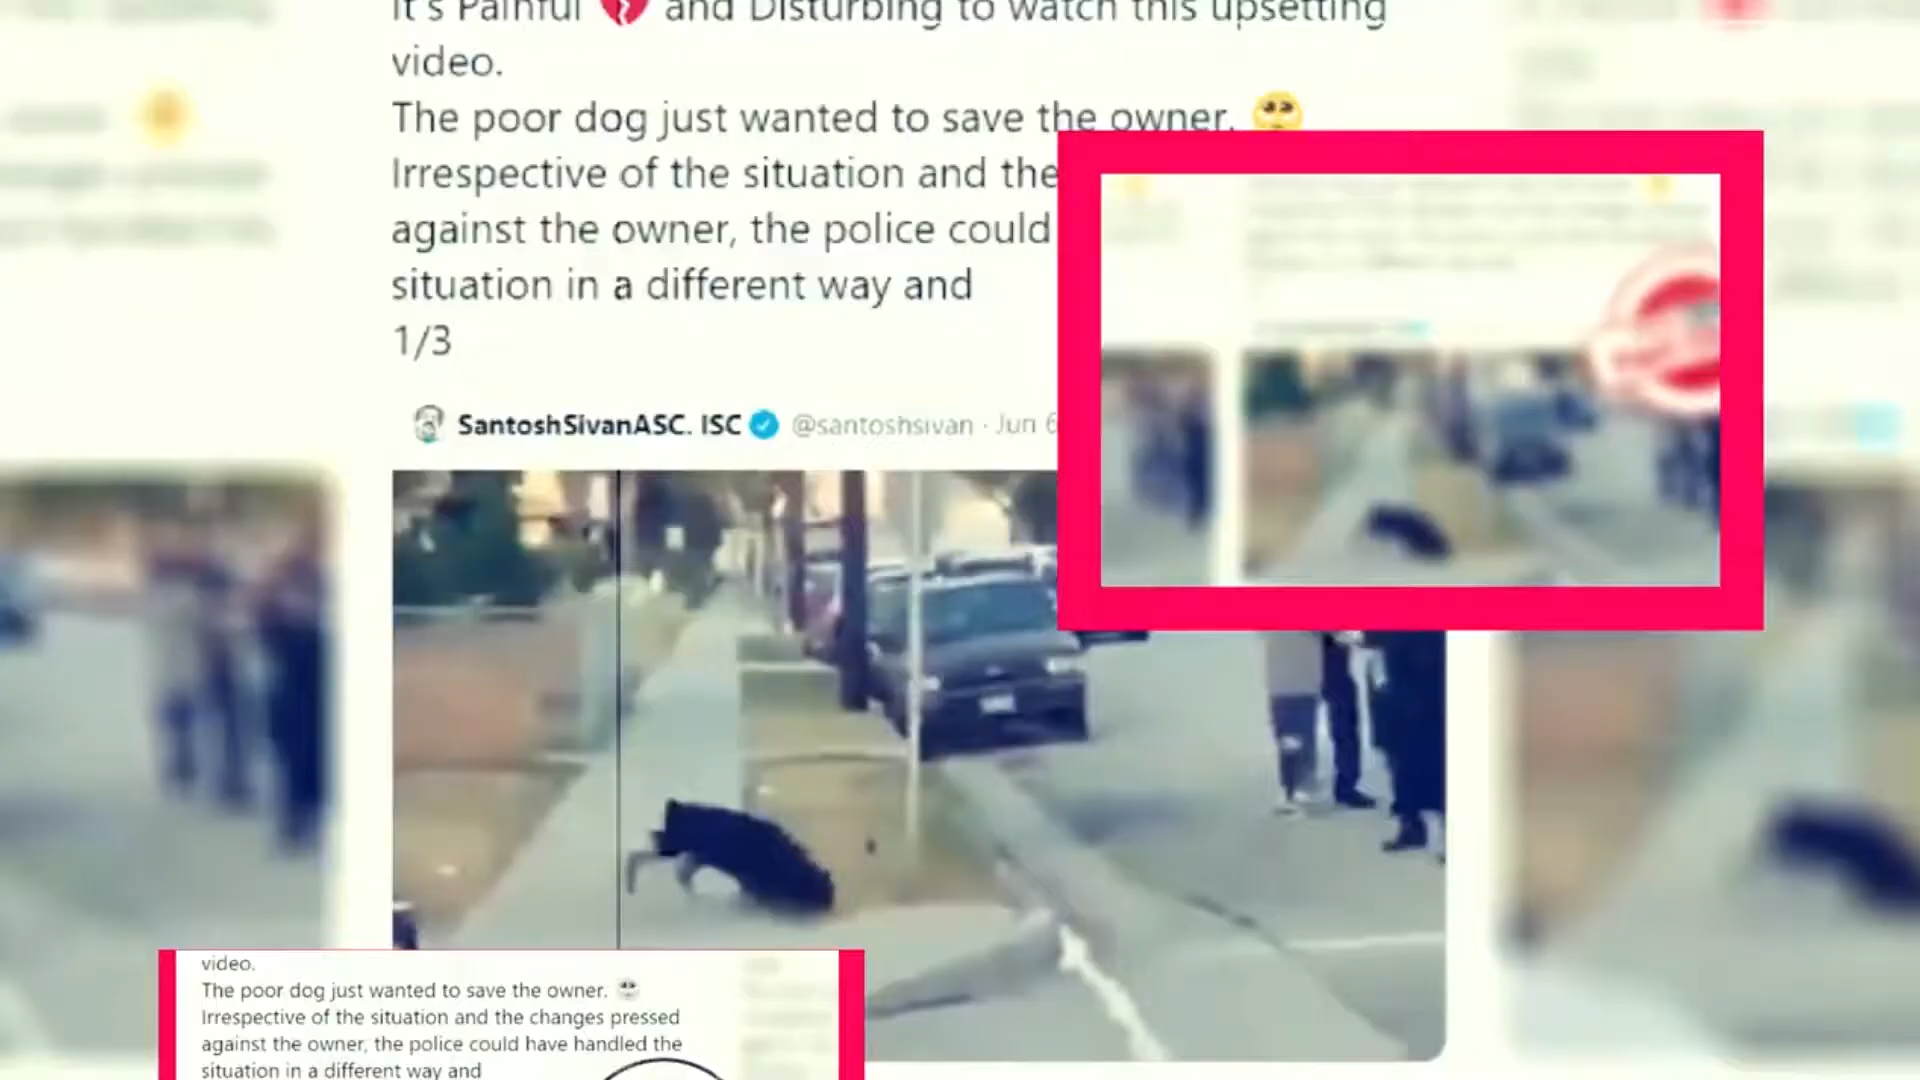 It's Painful 💔 and Disturbing to watch this upsetting
video.
The poor dog just wanted to save the owner. 🥺
Irrespective of the situation and the
against the owner, the police could
situation in a different way and
1/3
SantoshSivanASC. ISC @santoshsivan · Jun 6
video.
The poor dog just wanted to save the owner. 🥺
Irrespective of the situation and the changes pressed
against the owner, the police could have handled the
situation in a different way and